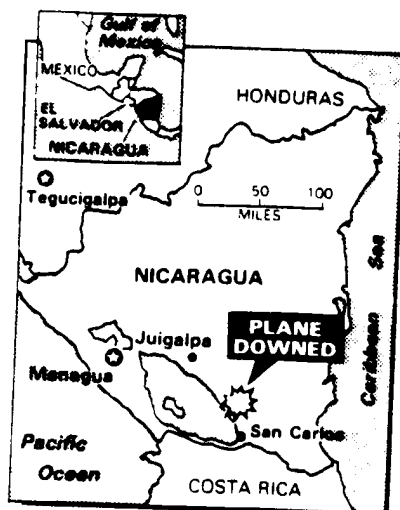 Gulf of
Mexico
MEXICO
EL
SALVADOR
NICARAGUA
HONDURAS
Tegucigalpa
0 50 100
MILES
NICARAGUA
PLANE
DOWNED
Juigalpa
Managua
San Carlos
Caribbean Sea
Pacific
Ocean
COSTA RICA